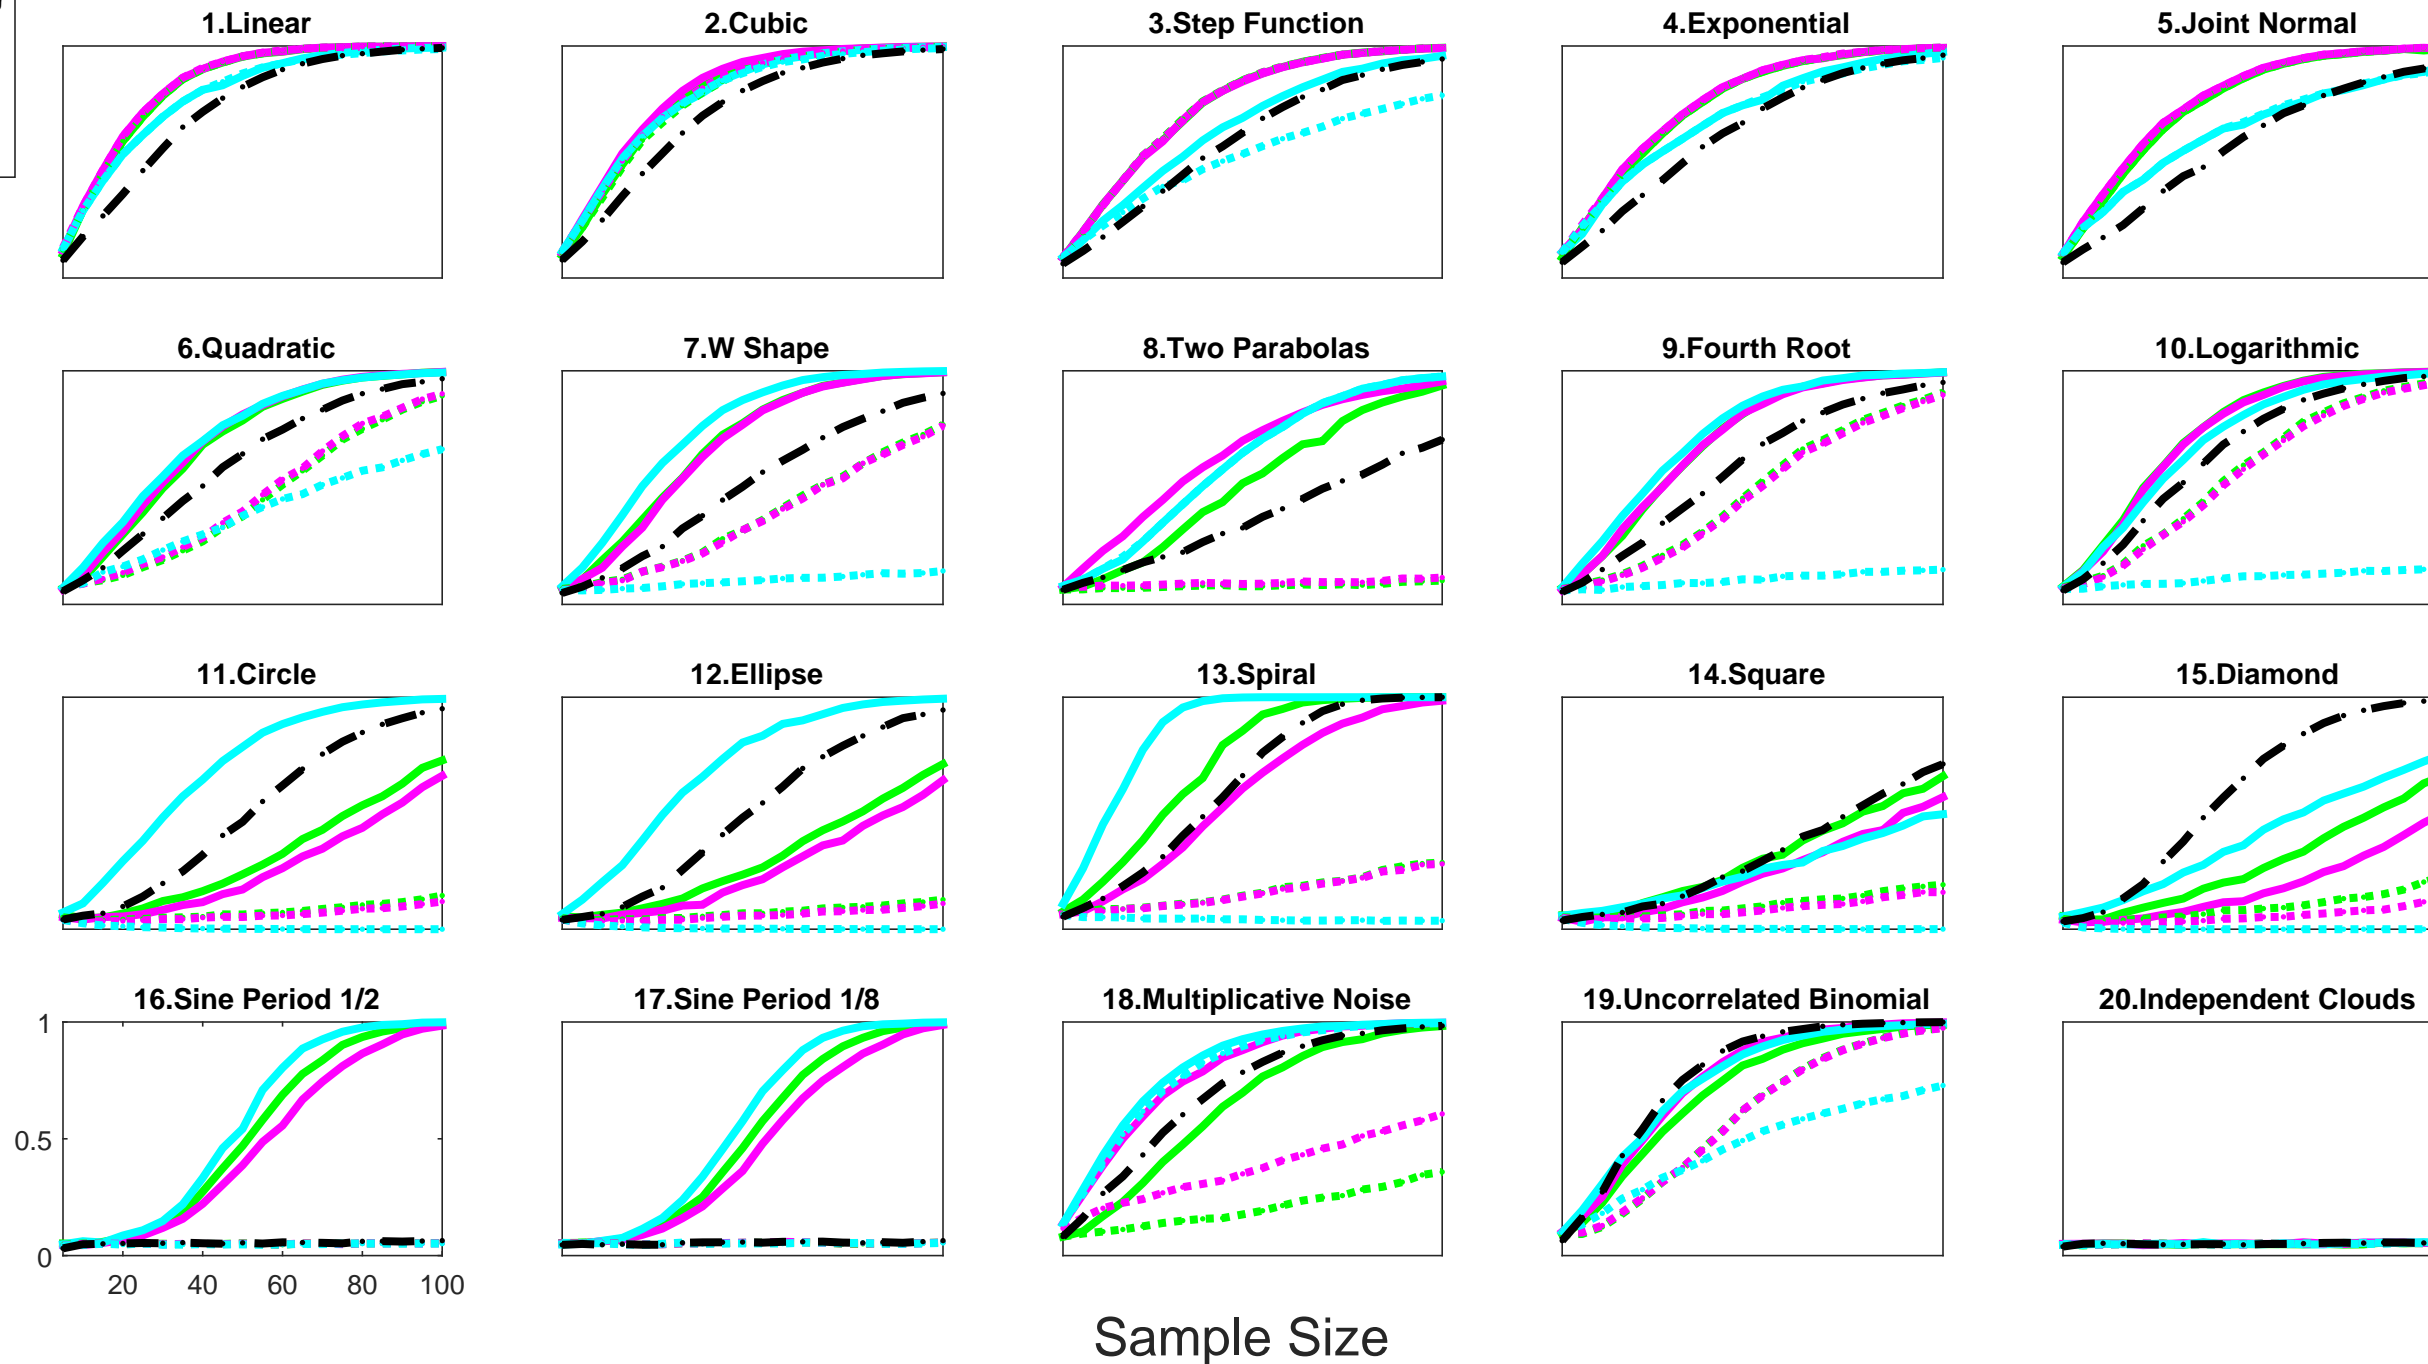 1.Linear
2.Cubic
3.Step Function
4.Exponential
5.Joint Normal
6.Quadratic
7.W Shape
8.Two Parabolas
9.Fourth Root
10.Logarithmic
11.Circle
12.Ellipse
13.Spiral
14.Square
15.Diamond
16.Sine Period 1/2
17.Sine Period 1/8
18.Multiplicative Noise
19.Uncorrelated Binomial
20.Independent Clouds
1
0.5
0
20 40 60 80 100
Sample Size